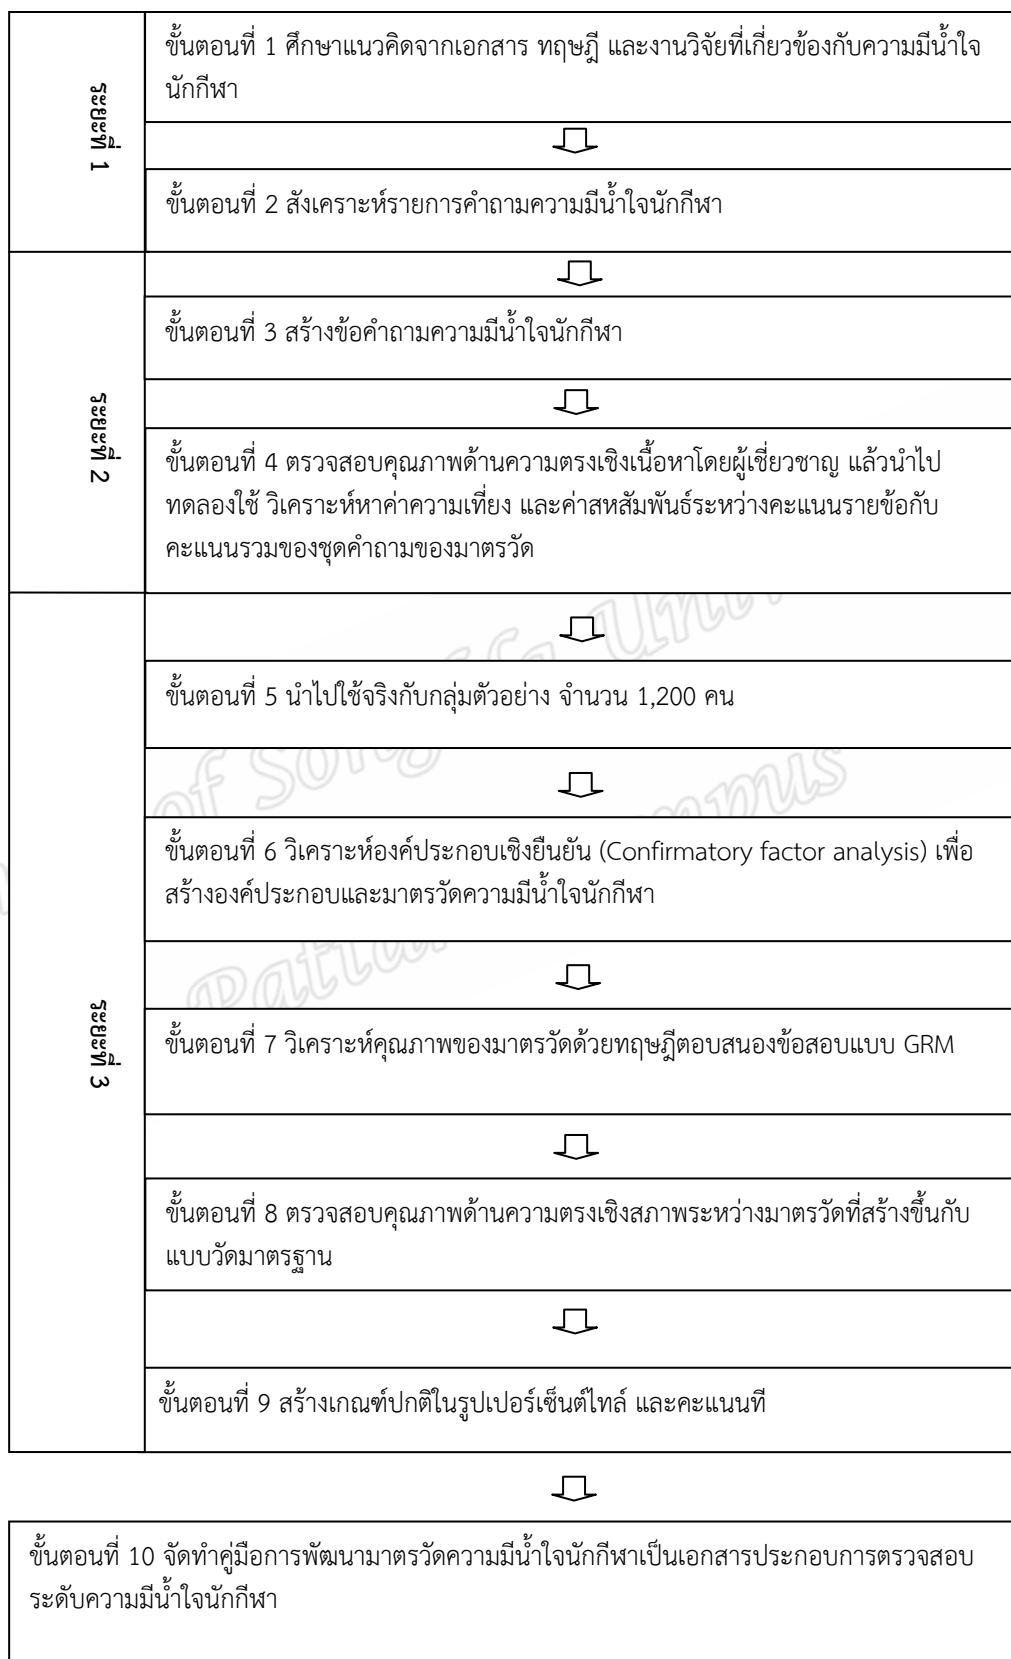 ระยะที่ 1
ขั้นตอนที่ 1 ศึกษาแนวคิดจากเอกสาร ทฤษฎี และงานวิจัยที่เกี่ยวข้องกับความมีน้ำใจ
นักกีฬา
ขั้นตอนที่ 2 สังเคราะห์รายการคำถามความมีน้ำใจนักกีฬา
ระยะที่ 2
ขั้นตอนที่ 3 สร้างข้อคำถามความมีน้ำใจนักกีฬา
ขั้นตอนที่ 4 ตรวจสอบคุณภาพด้านความตรงเชิงเนื้อหาโดยผู้เชี่ยวชาญ แล้วนำไป
ทดลองใช้ วิเคราะห์หาค่าความเที่ยง และค่าสหสัมพันธ์ระหว่างคะแนนรายข้อกับ
คะแนนรวมของชุดคำถามของมาตรวัด
ระยะที่ 3
ขั้นตอนที่ 5 นำไปใช้จริงกับกลุ่มตัวอย่าง จำนวน 1,200 คน
ขั้นตอนที่ 6 วิเคราะห์องค์ประกอบเชิงยืนยัน (Confirmatory factor analysis) เพื่อ
สร้างองค์ประกอบและมาตรวัดความมีน้ำใจนักกีฬา
ขั้นตอนที่ 7 วิเคราะห์คุณภาพของมาตรวัดด้วยทฤษฎีตอบสนองข้อสอบแบบ GRM
ขั้นตอนที่ 8 ตรวจสอบคุณภาพด้านความตรงเชิงสภาพระหว่างมาตรวัดที่สร้างขึ้นกับ
แบบวัดมาตรฐาน
ขั้นตอนที่ 9 สร้างเกณฑ์ปกติในรูปเปอร์เซ็นต์ไทล์ และคะแนนที
ขั้นตอนที่ 10 จัดทำคู่มือการพัฒนามาตรวัดความมีน้ำใจนักกีฬาเป็นเอกสารประกอบการตรวจสอบ
ระดับความมีน้ำใจนักกีฬา